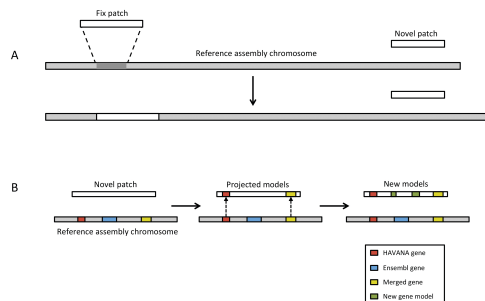 Fix patch
Novel patch
A
Reference assembly chromosome
B
Novel patch
Projected models
New models
Reference assembly chromosome
HAVANA gene
Ensembl gene
Merged gene
New gene model